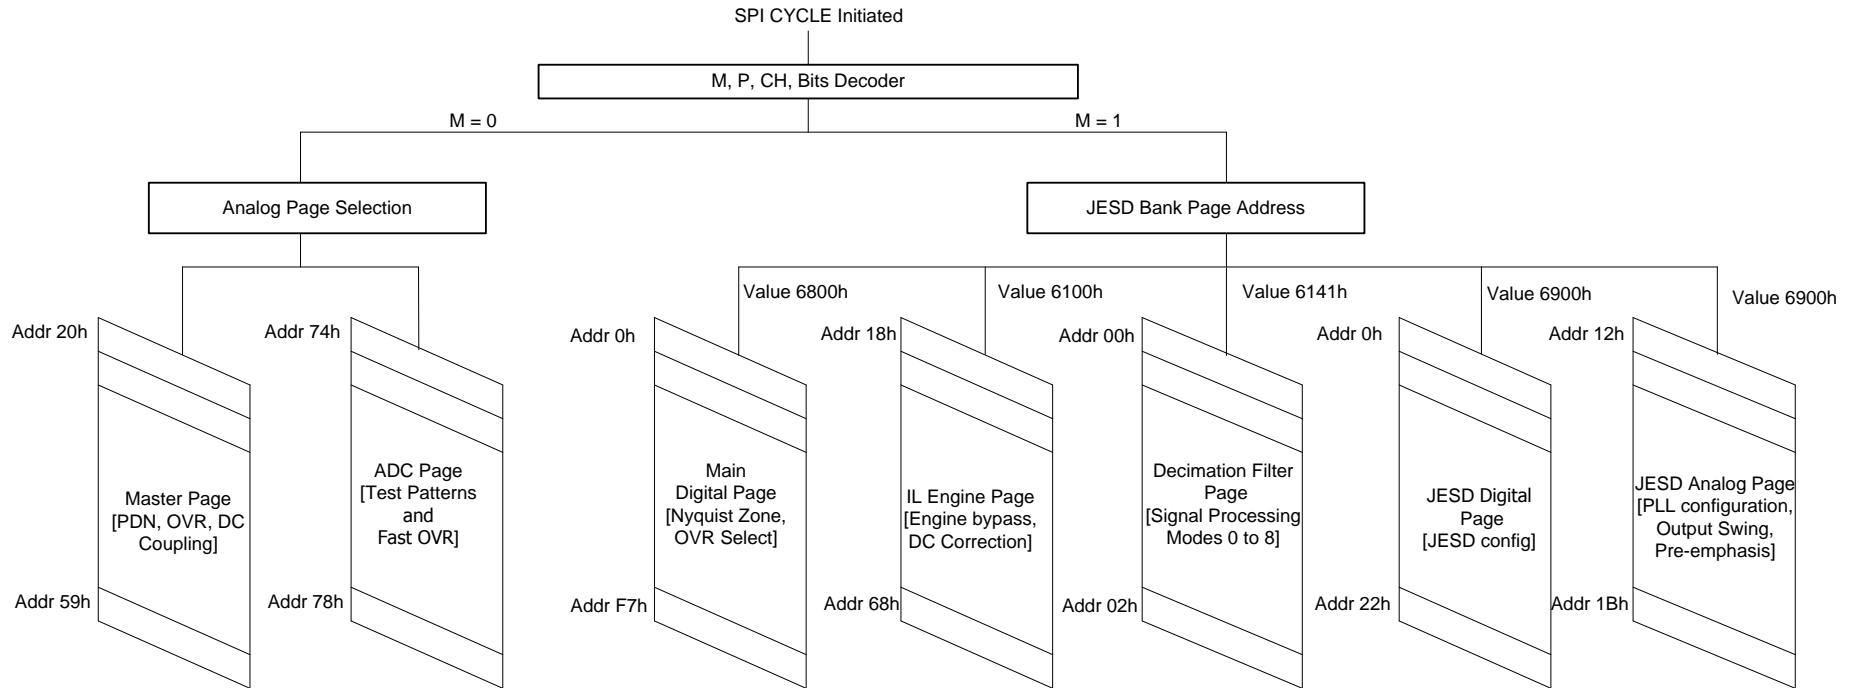 SPI CYCLE Initiated
M, P, CH, Bits Decoder
M = 0
M = 1
Analog Page Selection
JESD Bank Page Address
Value 6800h
Value 6100h
Value 6141h
Value 6900h
Value 6900h
Addr 20h
Addr 74h
Addr 0h
Addr 18h
Addr 00h
Addr 0h
Addr 12h
Master Page
[PDN, OVR, DC
Coupling]
ADC Page
[Test Patterns
and
Fast OVR]
Main
Digital Page
[Nyquist Zone,
OVR Select]
IL Engine Page
[Engine bypass,
DC Correction]
Decimation Filter
Page
[Signal Processing
Modes 0 to 8]
JESD Digital
Page
[JESD config]
JESD Analog Page
[PLL configuration,
Output Swing,
Pre-emphasis]
Addr 59h
Addr 78h
Addr F7h
Addr 68h
Addr 02h
Addr 22h
Addr 1Bh